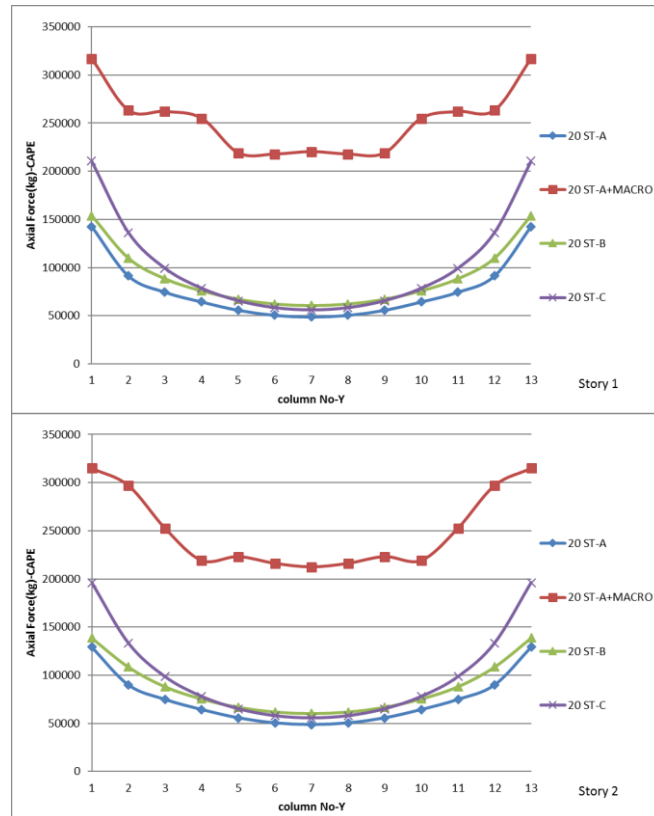 350000
300000
250000
200000
150000
100000
50000
0
Axial Force(kg)-CAPE
1 2 3 4 5 6 7 8 9 10 11 12 13
column No-Y
20 ST-A
20 ST-A+MACRO
20 ST-B
20 ST-C
Story 1
350000
300000
250000
200000
150000
100000
50000
0
Axial Force(kg)-CAPE
1 2 3 4 5 6 7 8 9 10 11 12 13
column No-Y
20 ST-A
20 ST-A+MACRO
20 ST-B
20 ST-C
Story 2